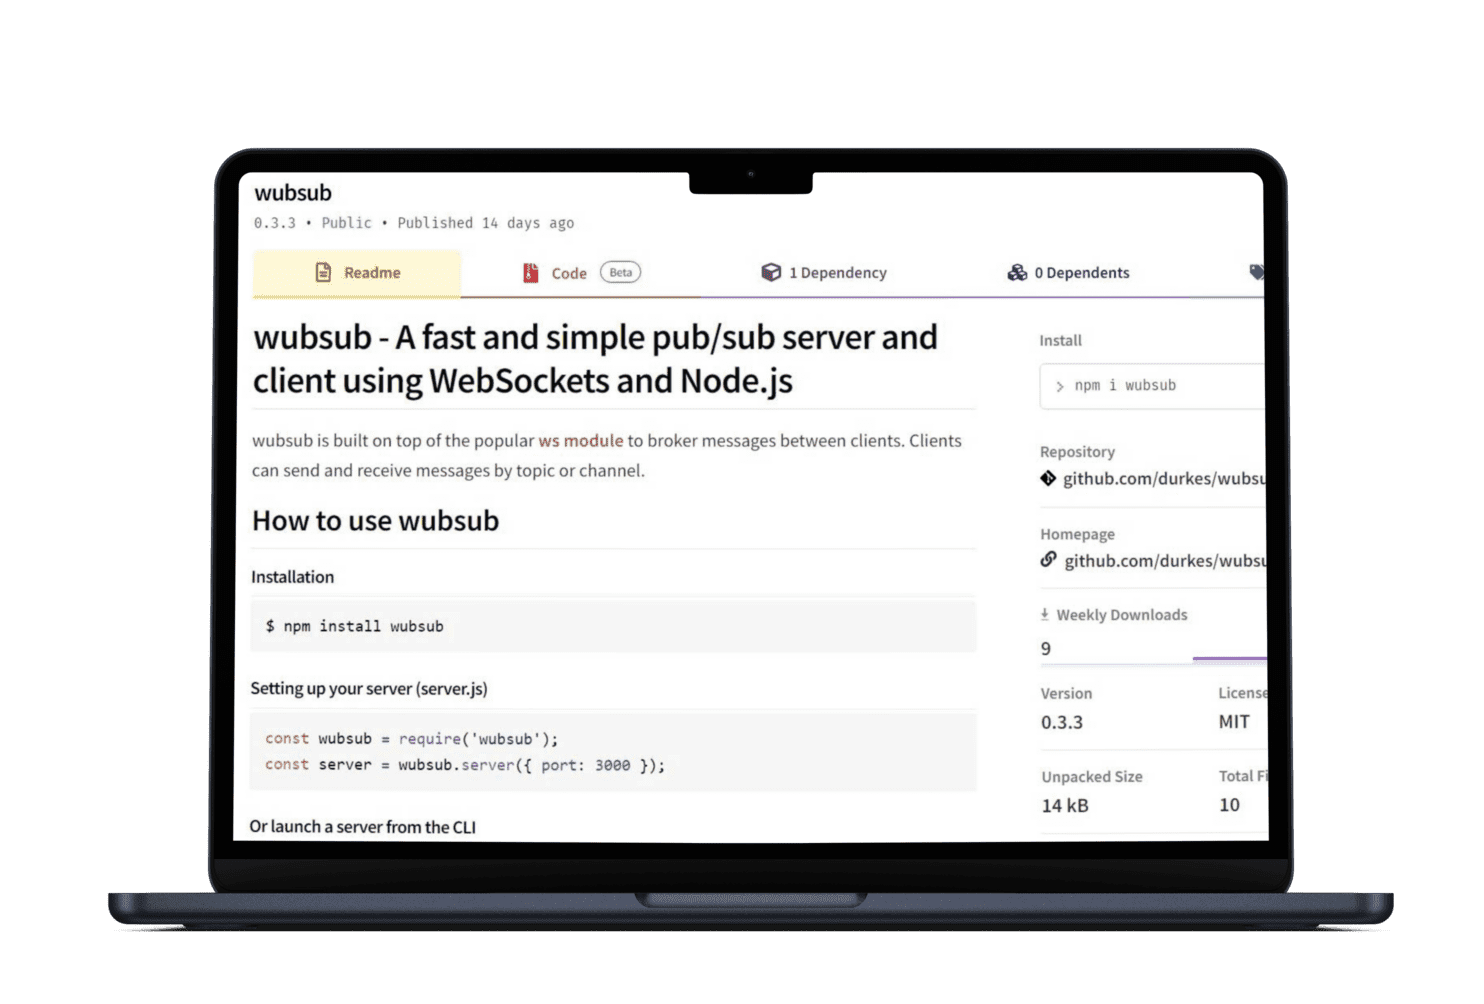 wubsub
0.3.3 • Public • Published 14 days ago
Readme
Code Beta
1 Dependency
0 Dependents
wubsub - A fast and simple pub/sub server and
client using WebSockets and Node.js
wubsub is built on top of the popular ws module to broker messages between clients. Clients
can send and receive messages by topic or channel.
How to use wubsub
Installation
$ npm install wubsub
Setting up your server (server.js)
const wubsub = require('wubsub');
const server = wubsub.server({ port: 3000 });
Or launch a server from the CLI
Install
> npm i wubsub
Repository
github.com/durkes/wubsu
Homepage
github.com/durkes/wubsu
Weekly Downloads
9
Version
0.3.3
License
MIT
Unpacked Size
14 kB
Total Fi
10